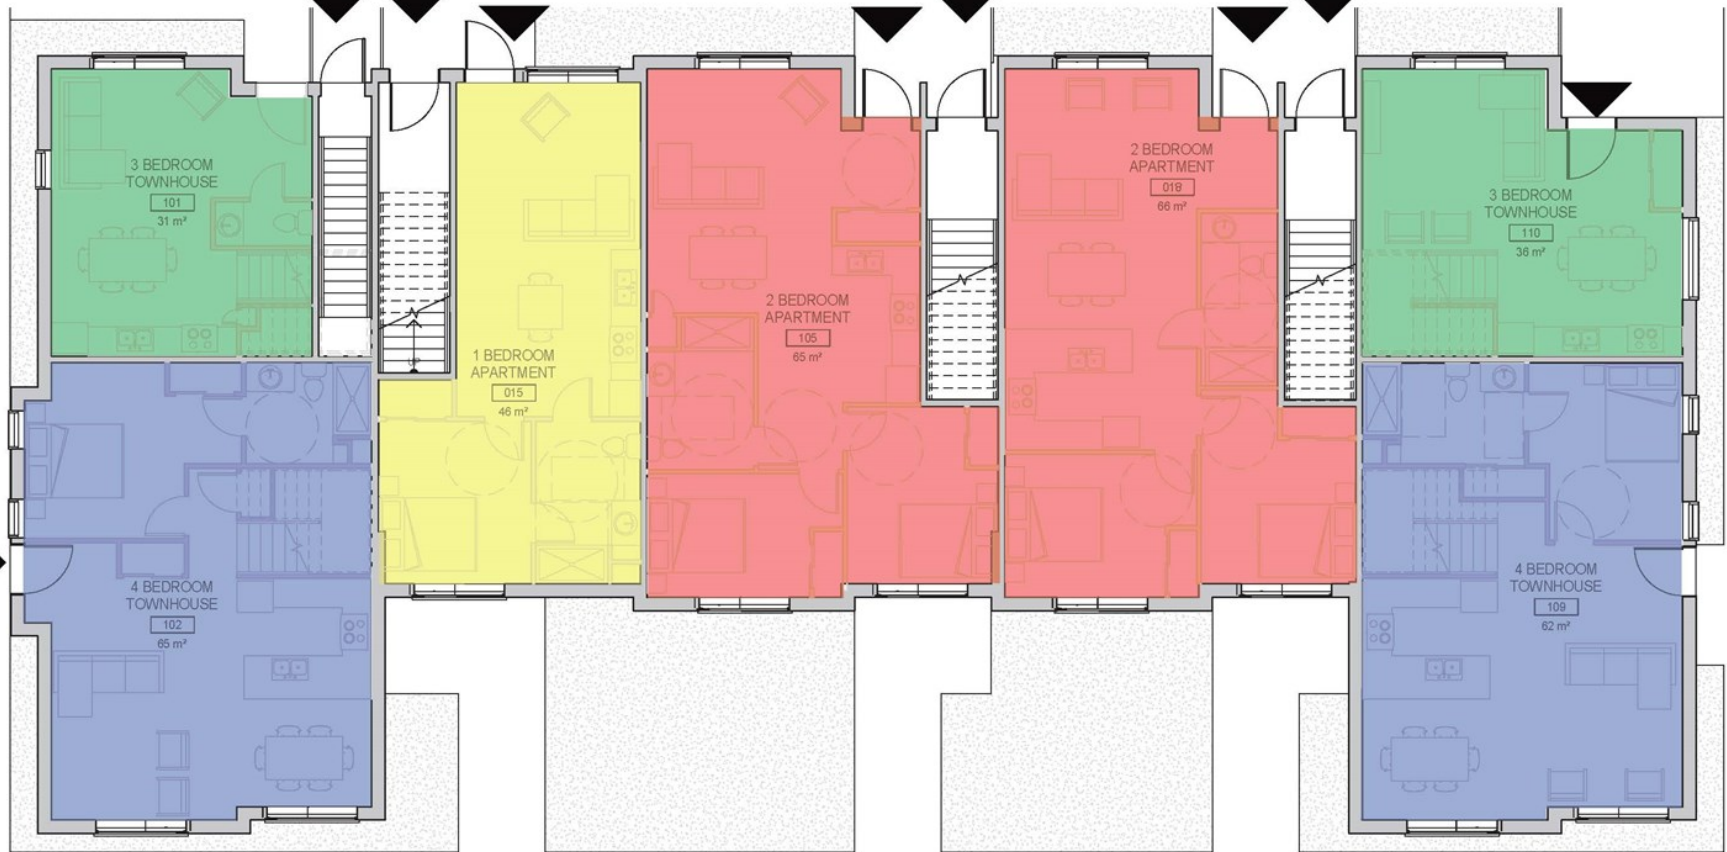 3 BEDROOM
TOWNHOUSE
101
31 m²
1 BEDROOM
APARTMENT
015
46 m²
UP
2 BEDROOM
APARTMENT
105
65 m²
2 BEDROOM
APARTMENT
018
66 m²
3 BEDROOM
TOWNHOUSE
110
36 m²
4 BEDROOM
TOWNHOUSE
102
65 m²
4 BEDROOM
TOWNHOUSE
109
62 m²